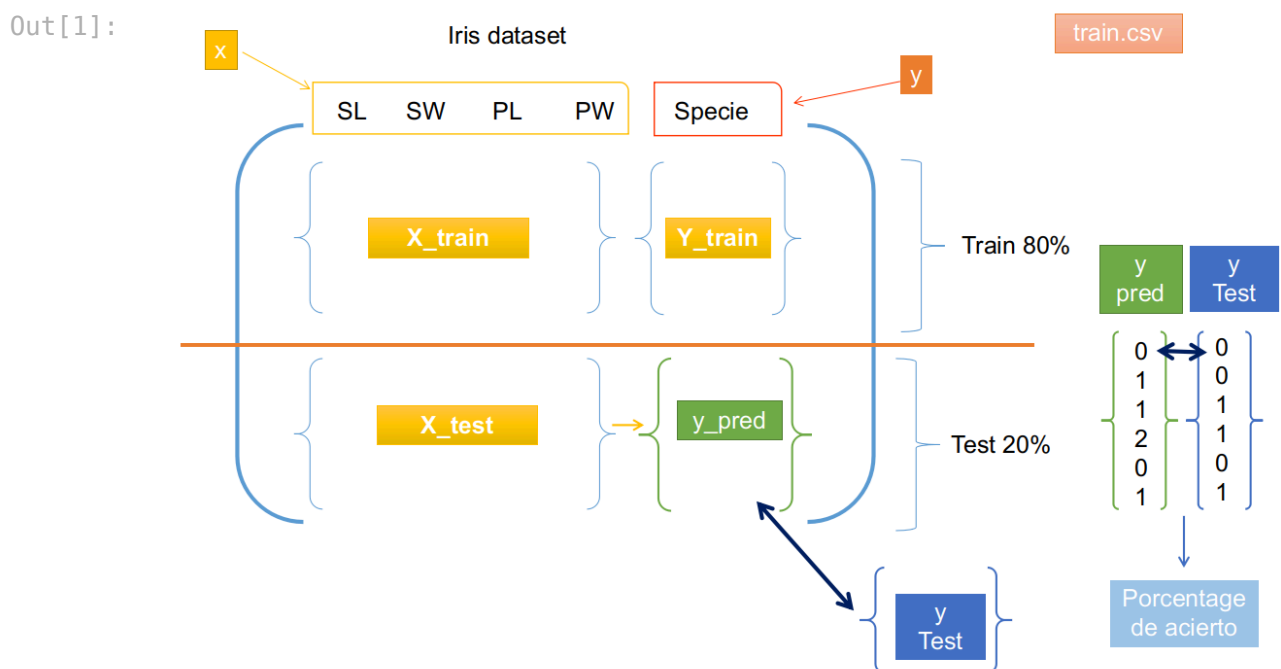 Out[1]:
Iris dataset
train.csv
x
y
SL SW PL PW Specie
X_train
Y_train
Train 80%
X_test
y_pred
Test 20%
y
Test
y
pred
y
Test
0 0
1 0
1 1
2 1
0 0
1 1
Porcentage
de acierto